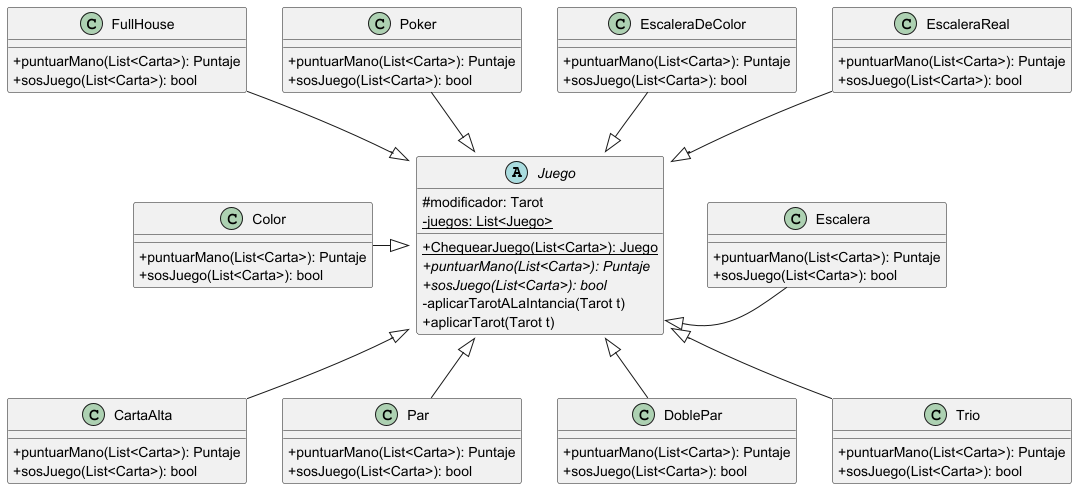 C FullHouse
+puntuarMano(List<Carta>): Puntaje
+sosJuego(List<Carta>): bool
C Poker
+puntuarMano(List<Carta>): Puntaje
+sosJuego(List<Carta>): bool
C EscaleraDeColor
+puntuarMano(List<Carta>): Puntaje
+sosJuego(List<Carta>): bool
C EscaleraReal
+puntuarMano(List<Carta>): Puntaje
+sosJuego(List<Carta>): bool
C Color
+puntuarMano(List<Carta>): Puntaje
+sosJuego(List<Carta>): bool
A Juego
#modificador: Tarot
-juegos: List<Juego>
+ChequearJuego(List<Carta>): Juego
+puntuarMano(List<Carta>): Puntaje
+sosJuego(List<Carta>): bool
-aplicarTarotALaIntancia(Tarot t)
+aplicarTarot(Tarot t)
C Escalera
+puntuarMano(List<Carta>): Puntaje
+sosJuego(List<Carta>): bool
C CartaAlta
+puntuarMano(List<Carta>): Puntaje
+sosJuego(List<Carta>): bool
C Par
+puntuarMano(List<Carta>): Puntaje
+sosJuego(List<Carta>): bool
C DoblePar
+puntuarMano(List<Carta>): Puntaje
+sosJuego(List<Carta>): bool
C Trio
+puntuarMano(List<Carta>): Puntaje
+sosJuego(List<Carta>): bool